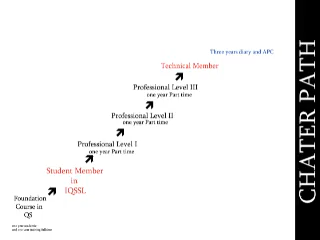 Three years diary and APC
Technical Member
Professional Level III
one year Part time
Professional Level II
one year Part time
Professional Level I
one year Part time
Student Member
in
IQSSL
Foundation
Course in
QS
CHATER PATH